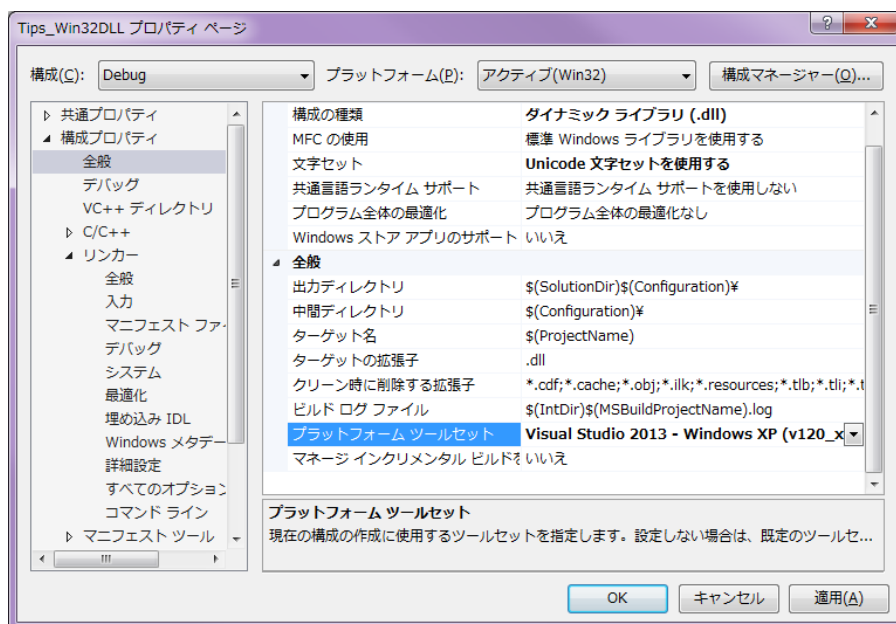 Tips_Win32DLL プロパティ ページ
構成(C): Debug プラットフォーム(P): アクティブ(Win32) 構成マネージャー(O)...
共通プロパティ
構成プロパティ
全般
デバッグ
VC++ ディレクトリ
C/C++
リンカー
全般
入力
マニフェスト ファイ
デバッグ
システム
最適化
埋め込み IDL
Windows メタデー
詳細設定
すべてのオプション
コマンド ライン
マニフェスト ツール
構成の種類 ダイナミック ライブラリ (.dll)
MFC の使用 標準 Windows ライブラリを使用する
文字セット Unicode 文字セットを使用する
共通言語ランタイム サポート 共通言語ランタイム サポートを使用しない
プログラム全体の最適化 プログラム全体の最適化なし
Windows ストア アプリのサポート いいえ
全般
出力ディレクトリ $(SolutionDir)$(Configuration)¥
中間ディレクトリ $(Configuration)¥
ターゲット名 $(ProjectName)
ターゲットの拡張子 .dll
クリーン時に削除する拡張子 *.cdf;*.cache;*.obj;*.ilk;*.resources;*.tlb;*.tli;*.t
ビルド ログ ファイル $(IntDir)$(MSBuildProjectName).log
プラットフォーム ツールセット Visual Studio 2013 - Windows XP (v120_x
マネージ インクリメンタル ビルドを いいえ
プラットフォーム ツールセット
現在の構成の作成に使用するツールセットを指定します。設定しない場合は、既定のツールセ...
OK キャンセル 適用(A)